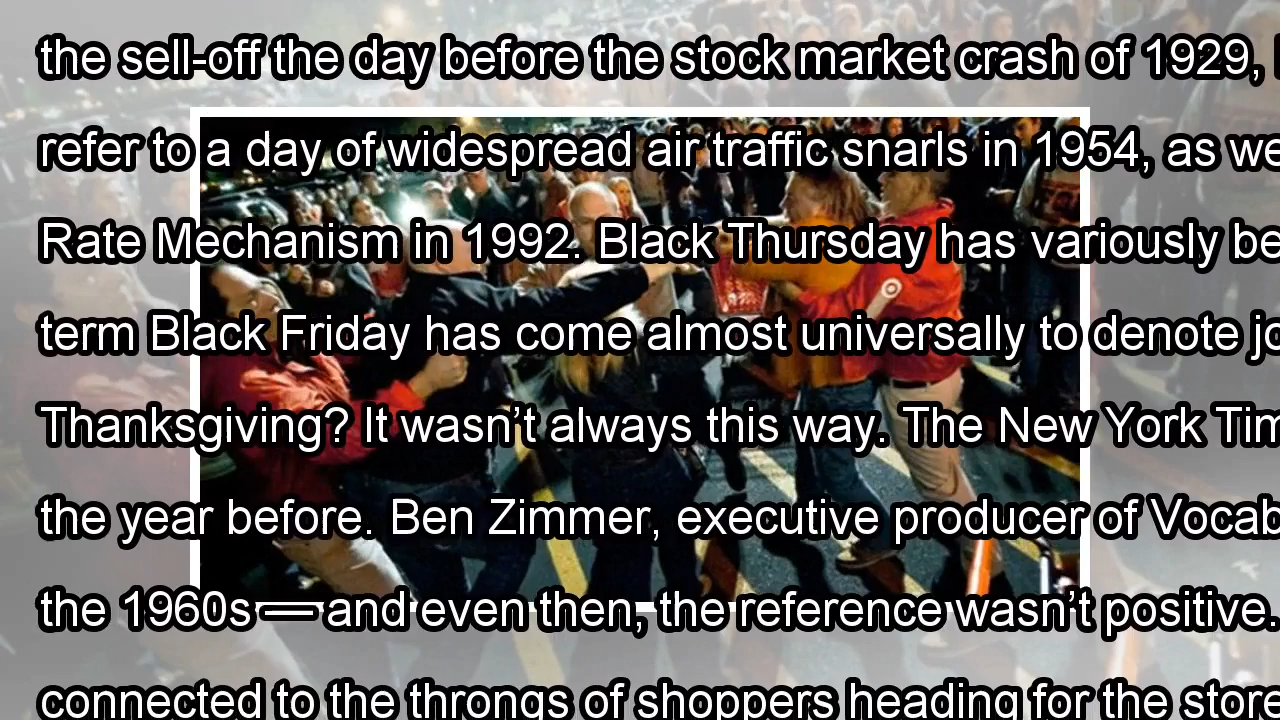 the sell-off the day before the stock market crash of 1929,
refer to a day of widespread air traffic snarls in 1954, as we
Rate Mechanism in 1992. Black Thursday has variously be
term Black Friday has come almost universally to denote jo
Thanksgiving? It wasn’t always this way. The New York Tim
the year before. Ben Zimmer, executive producer of Vocab
the 1960s — and even then, the reference wasn’t positive.
connected to the throngs of shoppers heading for the store